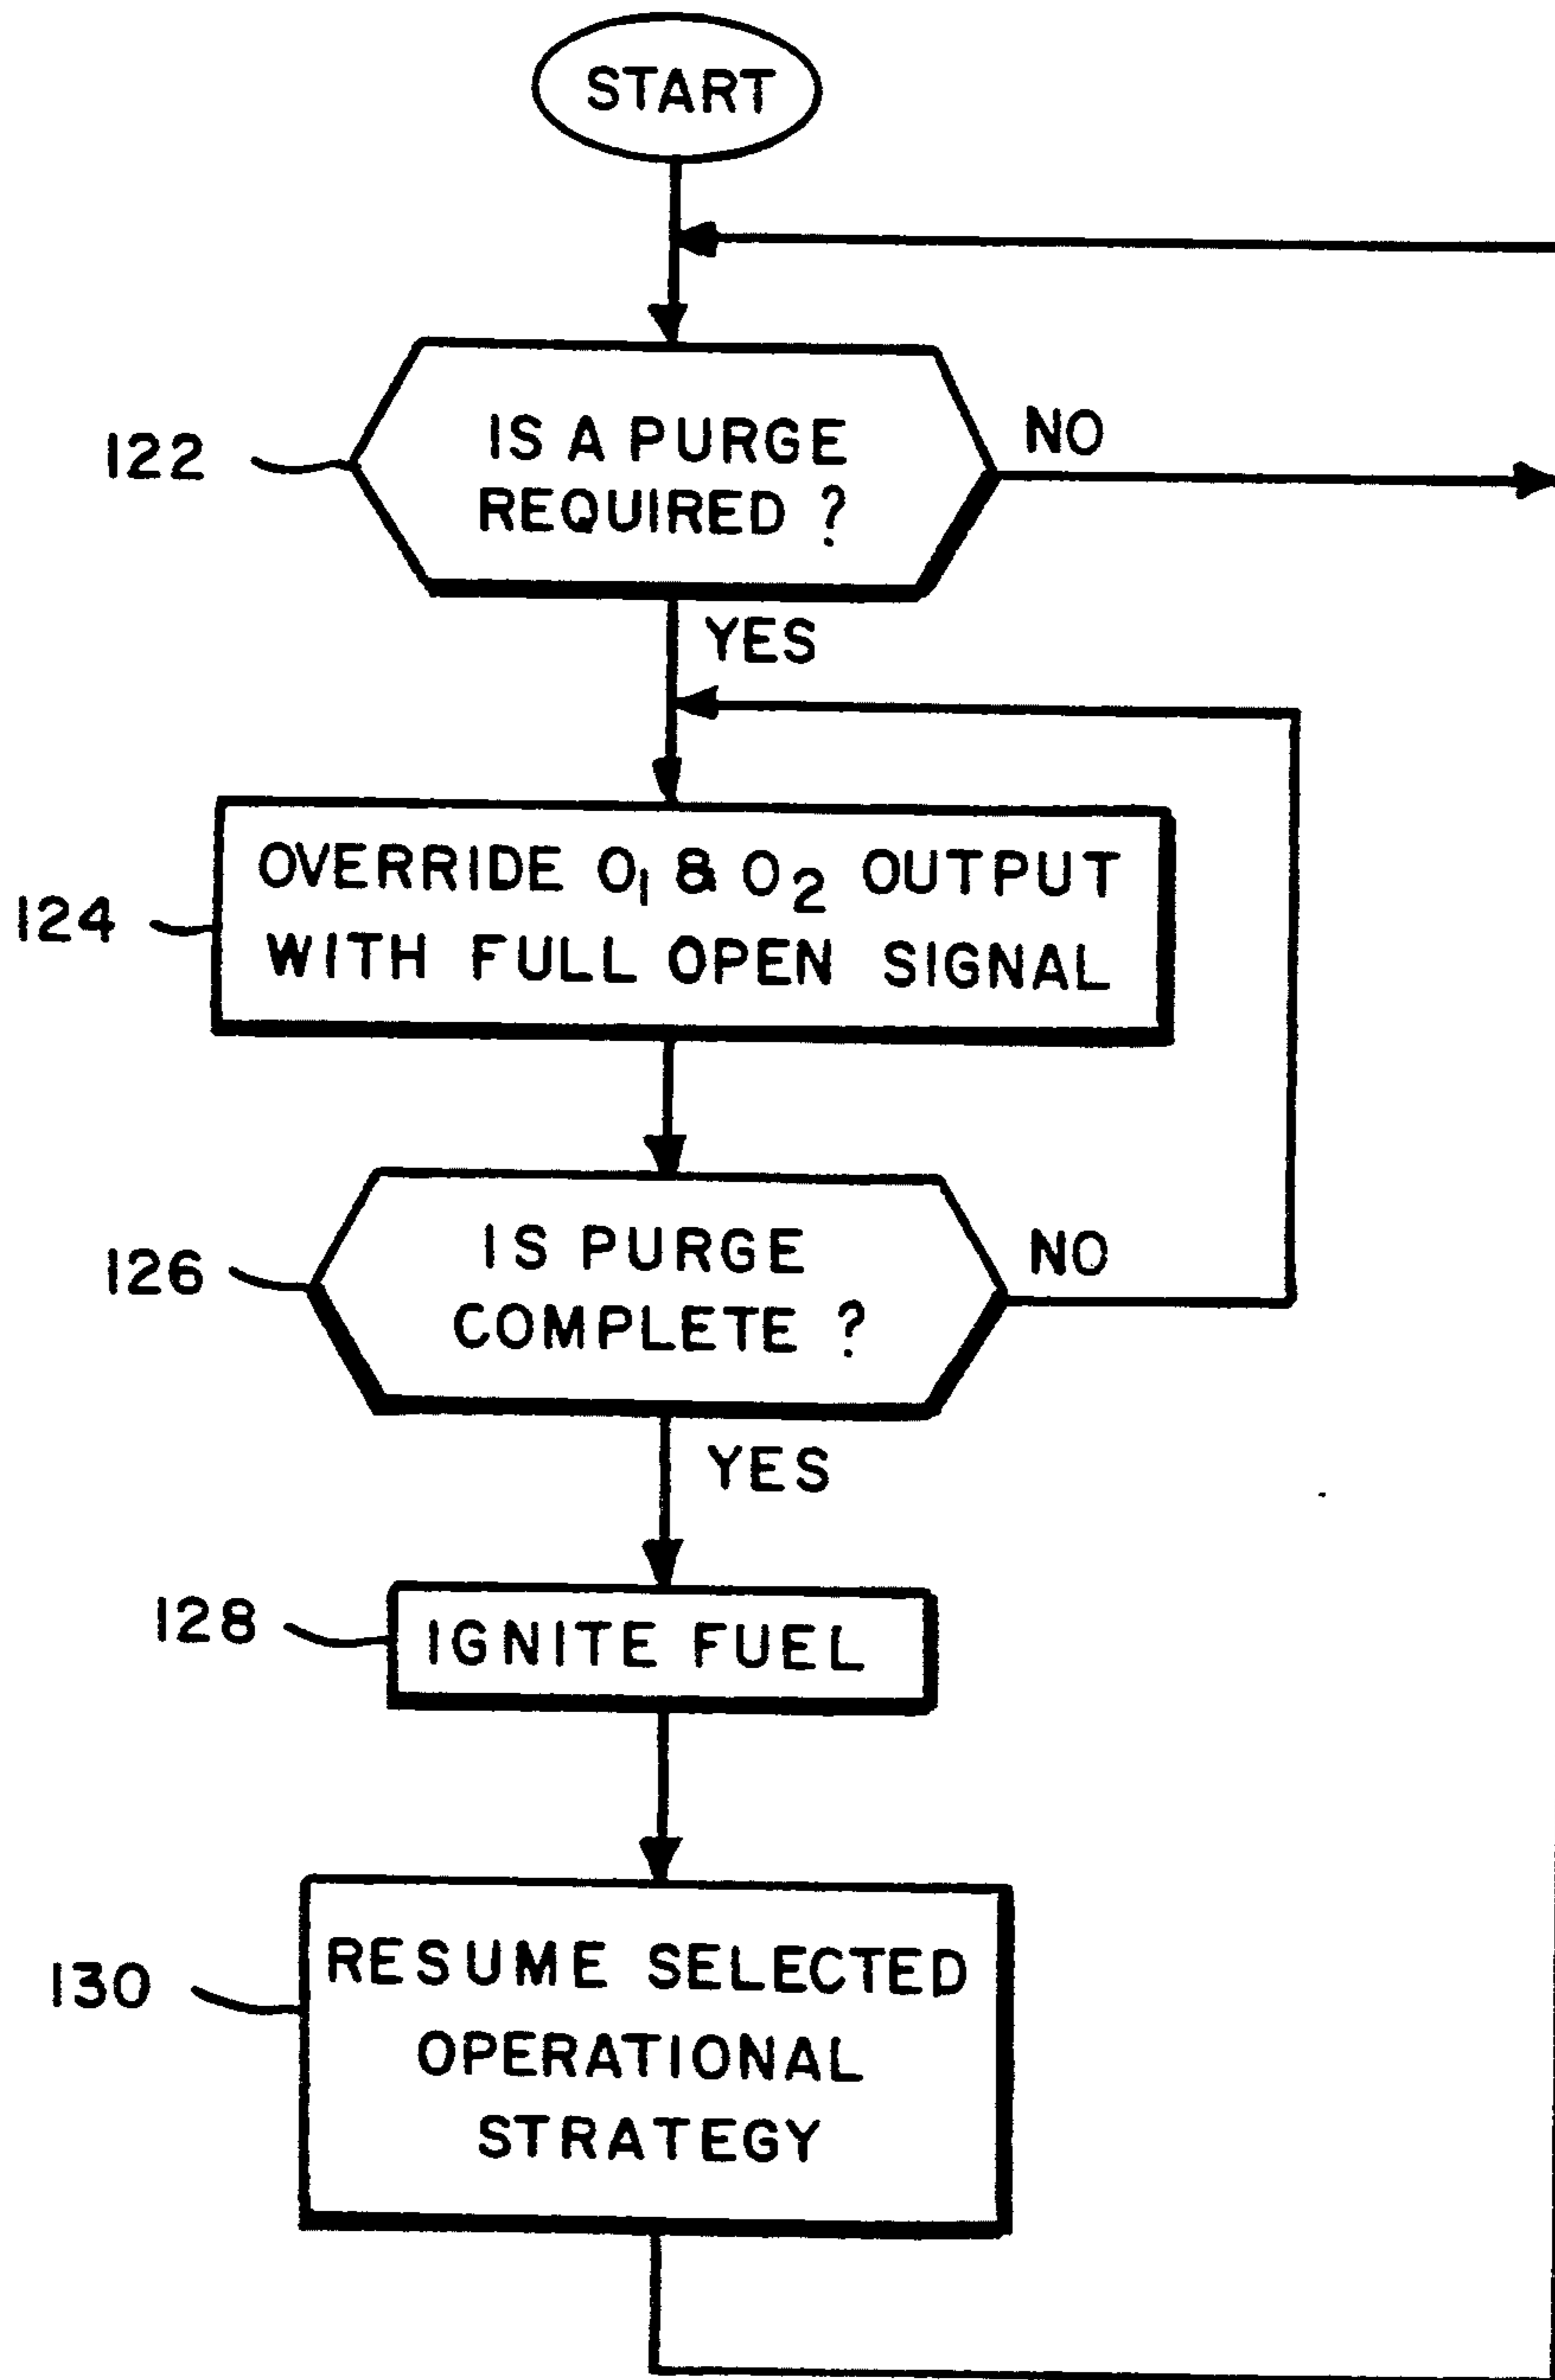 START
122
IS A PURGE
REQUIRED ?
NO
YES
124
OVERRIDE O₁ & O₂ OUTPUT
WITH FULL OPEN SIGNAL
126
IS PURGE
COMPLETE ?
NO
YES
128
IGNITE FUEL
130
RESUME SELECTED
OPERATIONAL
STRATEGY